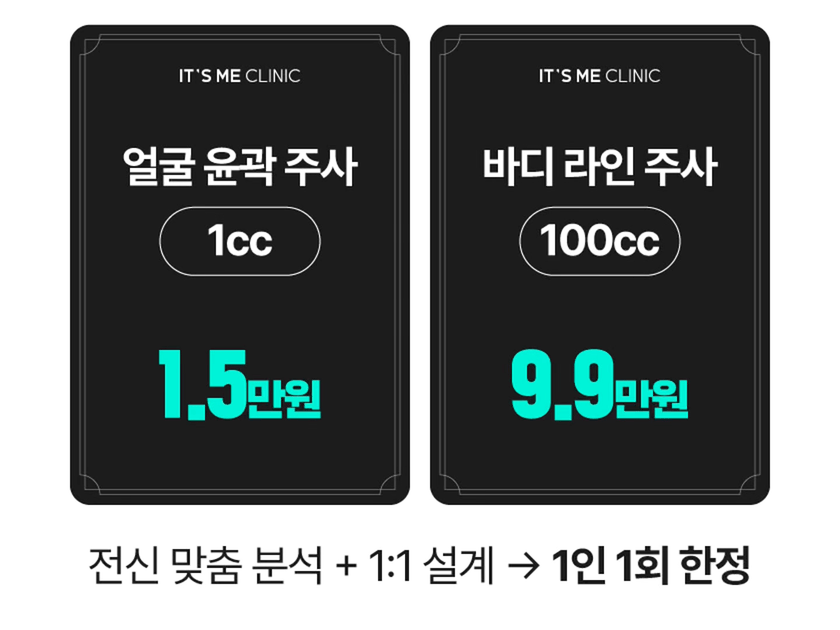 IT'S ME CLINIC
얼굴 윤곽 주사
1cc
1.5만원
IT'S ME CLINIC
바디 라인 주사
100cc
9.9만원
전신 맞춤 분석 + 1:1 설계 → 1인 1회 한정